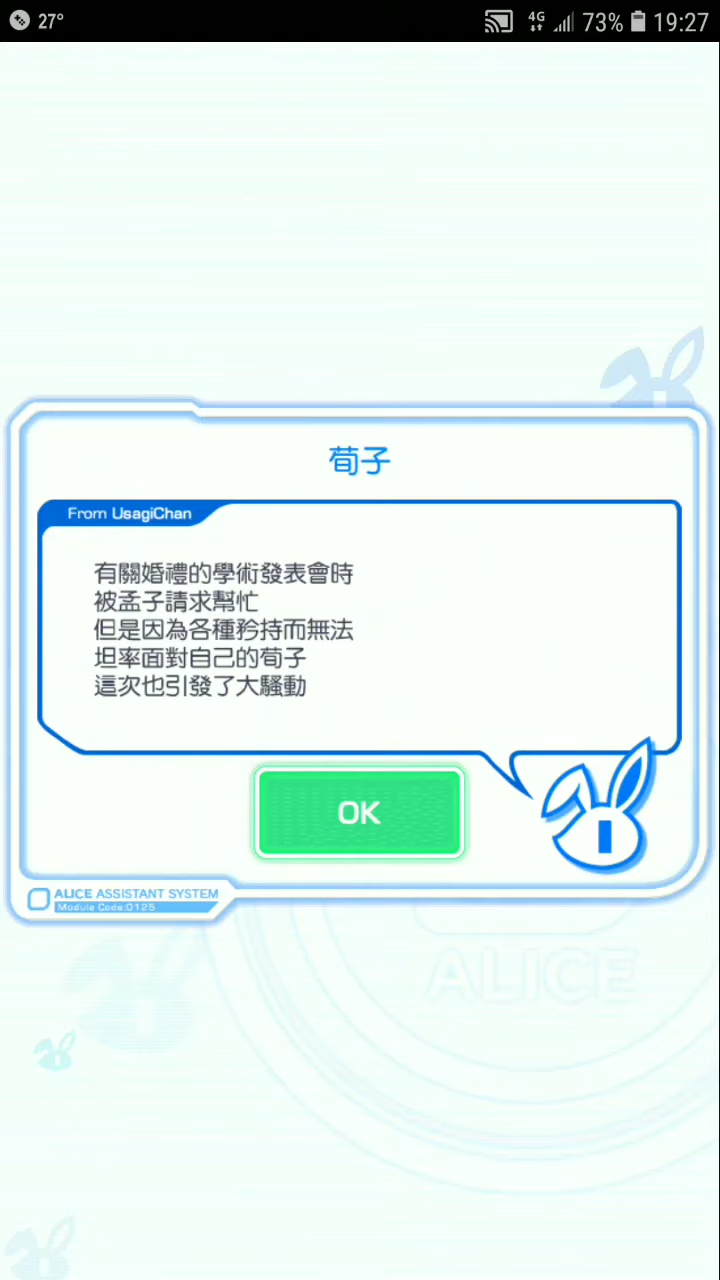 27° 4G 73% 19:27
荀子
From UsagiChan
有關婚禮的學術發表會時
被孟子請求幫忙
但是因為各種矜持而無法
坦率面對自己的荀子
這次也引發了大騷動
OK
ALICE ASSISTANT SYSTEM
Module Code:0125
ALICE